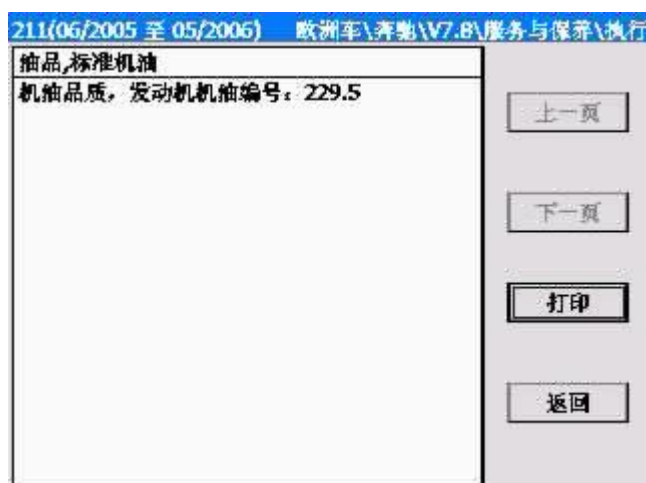 211(06/2005 至 05/2006) 欧洲车\奔驰\V7.8\服务与保养\执行
油品,标准机油
机油品质，发动机机油编号：229.5
上一页
下一页
打印
返回